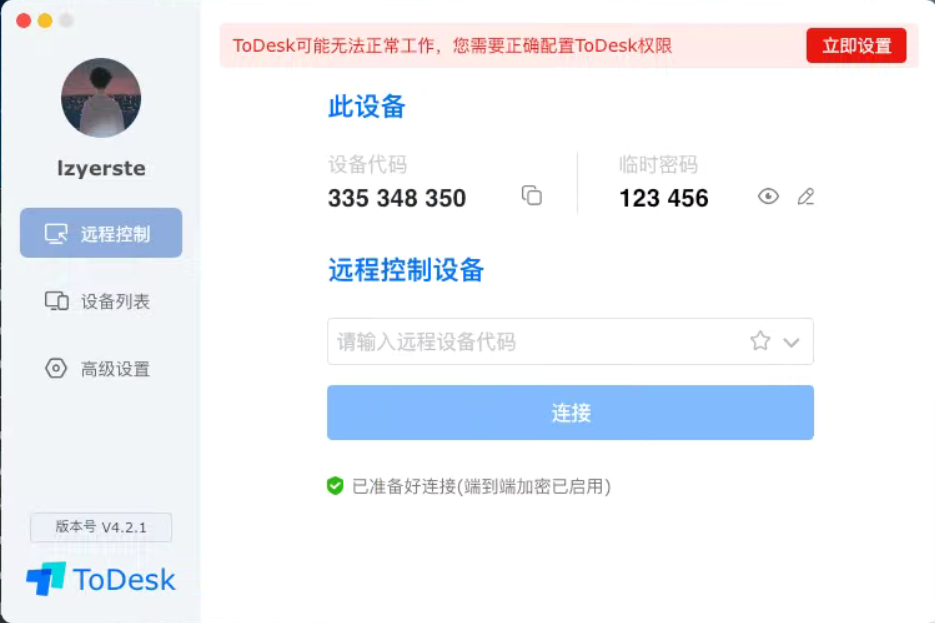 ToDesk可能无法正常工作，您需要正确配置ToDesk权限
立即设置
lzyerste
远程控制
设备列表
高级设置
版本号 V4.2.1
ToDesk
此设备
设备代码
335 348 350
临时密码
123 456
远程控制设备
请输入远程设备代码
连接
已准备好连接(端到端加密已启用)